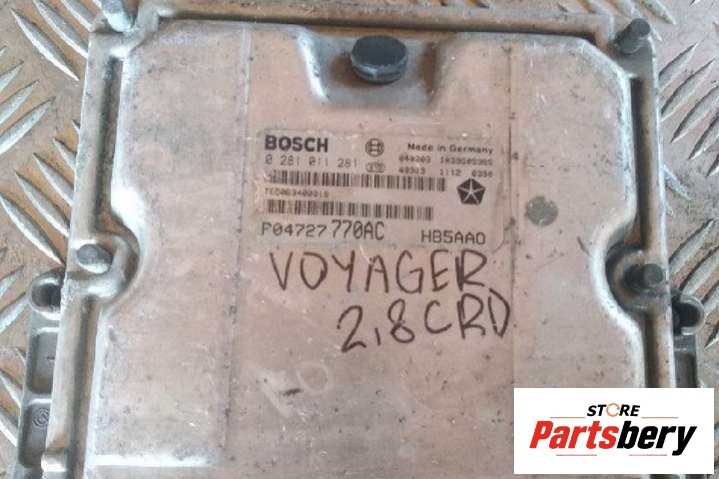 BOSCH
Made in Germany
0 281 011 281
P04727770AC HB5AA0
VOYAGER
2,8CRD
STORE
Partsbery